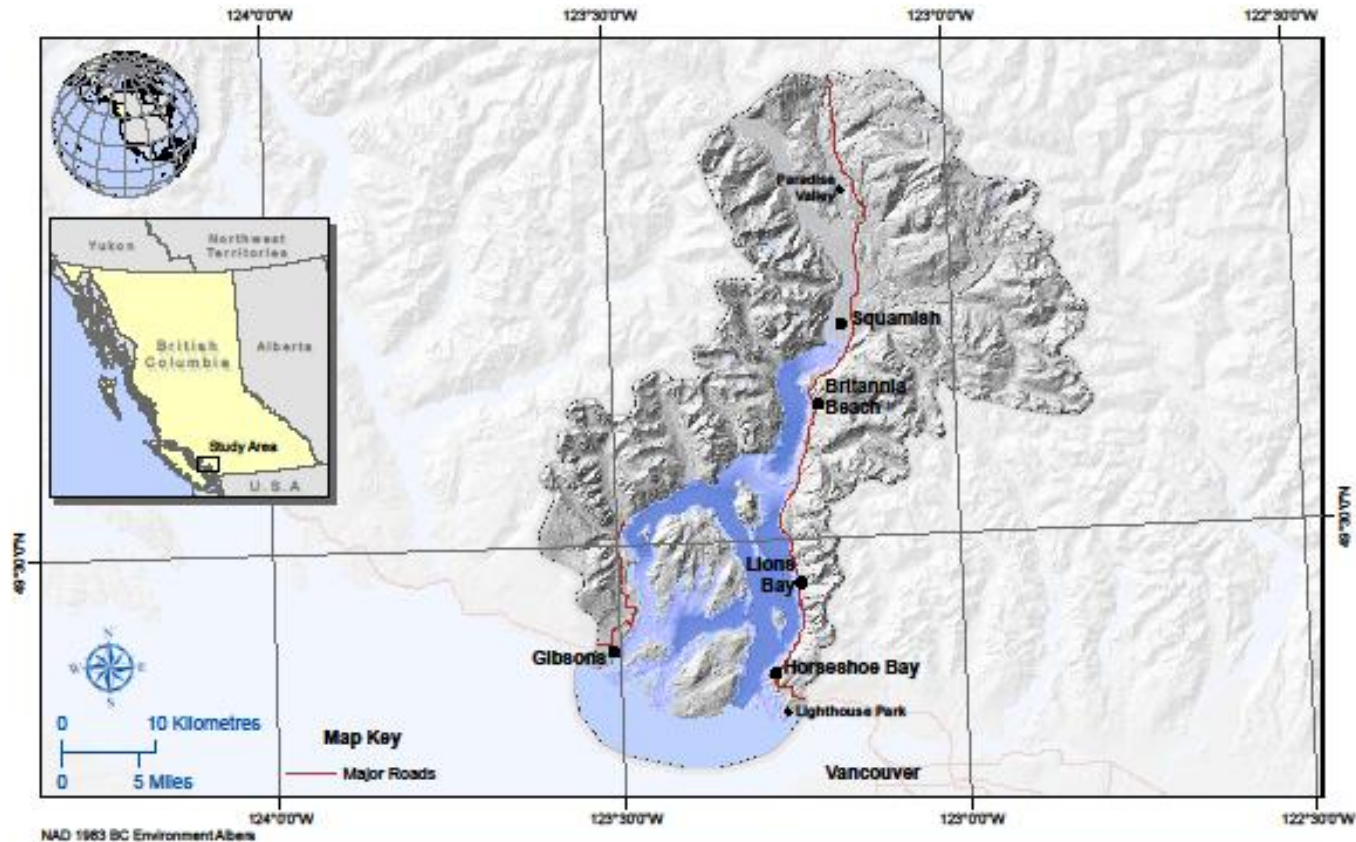 124°0'0"W
123°30'0"W
123°0'0"W
122°30'0"W
Yukon
Northwest
Territories
British
Columbia
Alberta
Study Area
U.S.A
Paradise
Valley
Squamish
Britannia
Beach
49°30'0"N
49°30'0"N
Lions
Bay
Gibsons
Horseshoe Bay
Lighthouse Park
Vancouver
N
W
E
S
0
10 Kilometres
0
5 Miles
Map Key
Major Roads
124°0'0"W
123°30'0"W
123°0'0"W
122°30'0"W
NAD 1983 BC Environment Albers